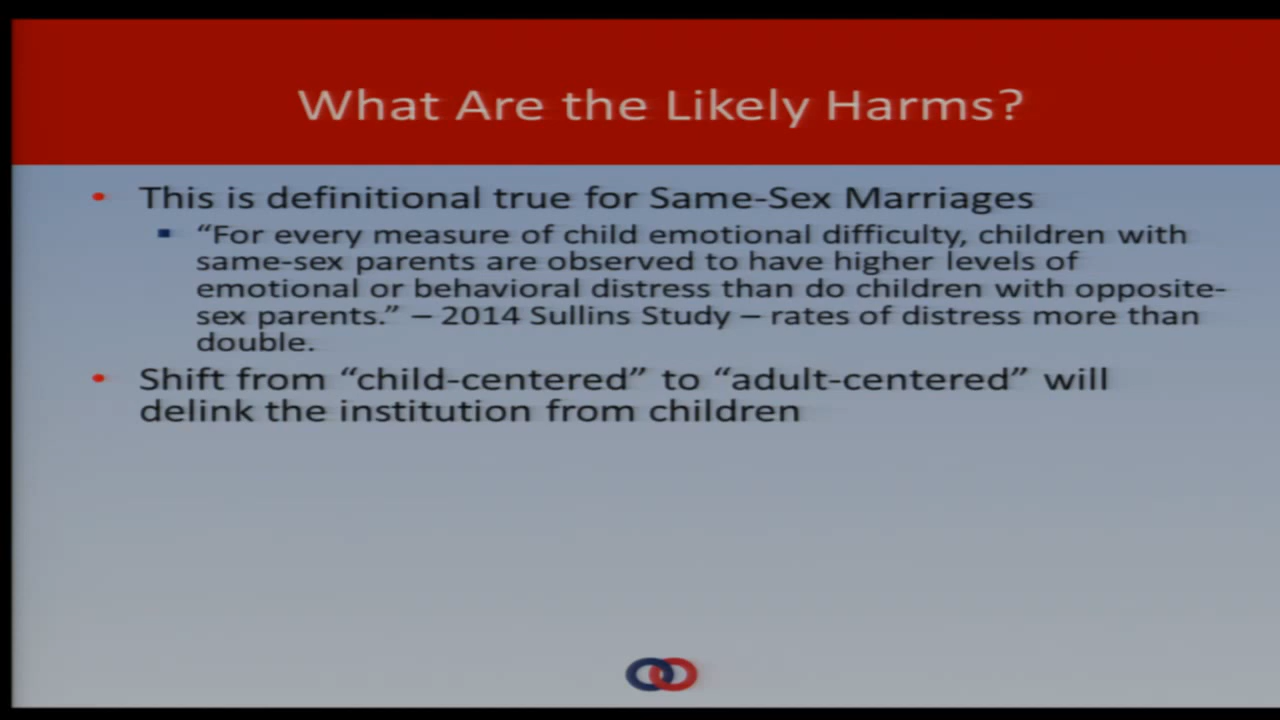 What Are the Likely Harms?
• This is definitional true for Same-Sex Marriages
▪ “For every measure of child emotional difficulty, children with
same-sex parents are observed to have higher levels of
emotional or behavioral distress than do children with opposite-
sex parents.” – 2014 Sullins Study – rates of distress more than
double.
• Shift from “child-centered” to “adult-centered” will
delink the institution from children